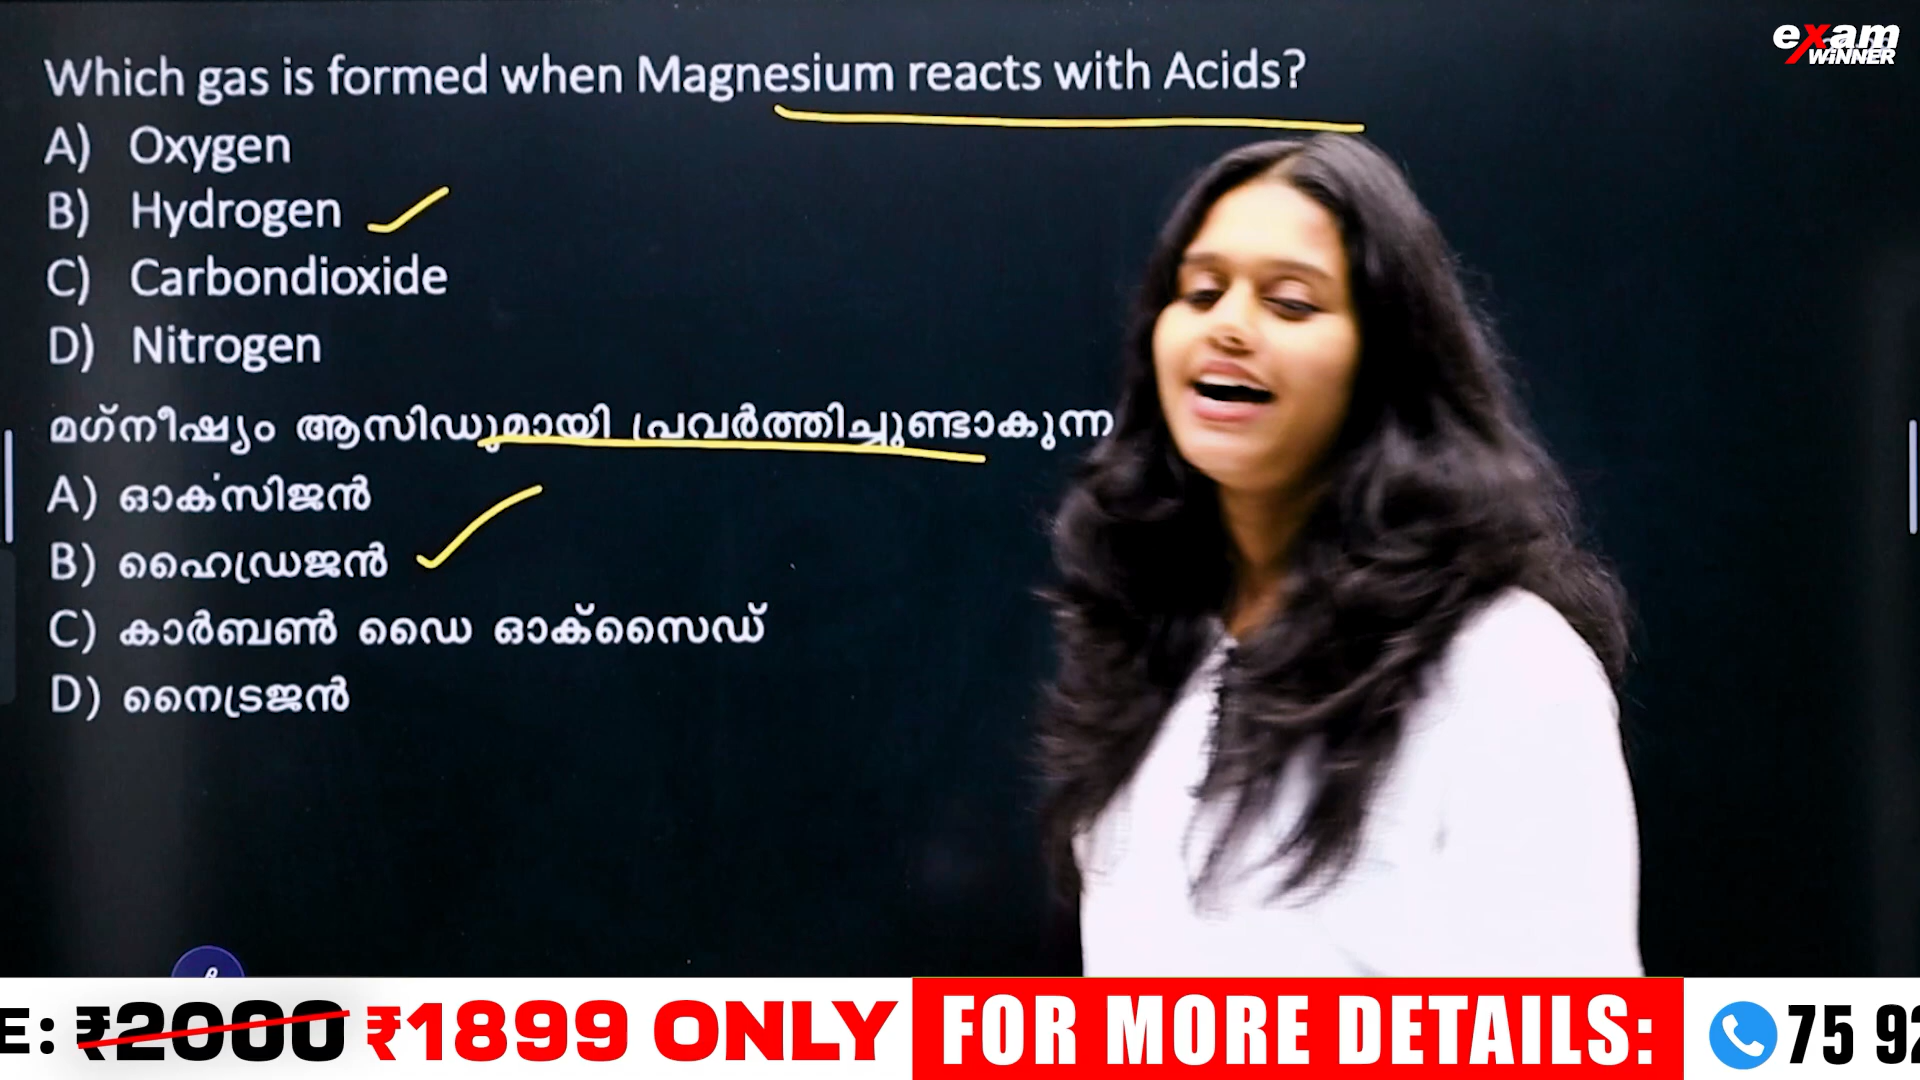 exam
WiNNER
Which gas is formed when Magnesium reacts with Acids?
A) Oxygen
B) Hydrogen
C) Carbondioxide
D) Nitrogen
മഗ്നീഷ്യം ആസിഡുമായി പ്രവർത്തിച്ചുണ്ടാകുന്ന
A) ഓക്സിജൻ
B) ഹൈഡ്രജൻ
C) കാർബൺ ഡൈ ഓക്സൈഡ്
D) നൈട്രജൻ
E: ₹2000 ₹1899 ONLY FOR MORE DETAILS: 75 92